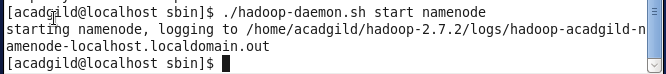 [acadgild@localhost sbin]$ ./hadoop-daemon.sh start namenode
starting namenode, logging to /home/acadgild/hadoop-2.7.2/logs/hadoop-acadgild-n
amenode-localhost.localdomain.out
[acadgild@localhost sbin]$